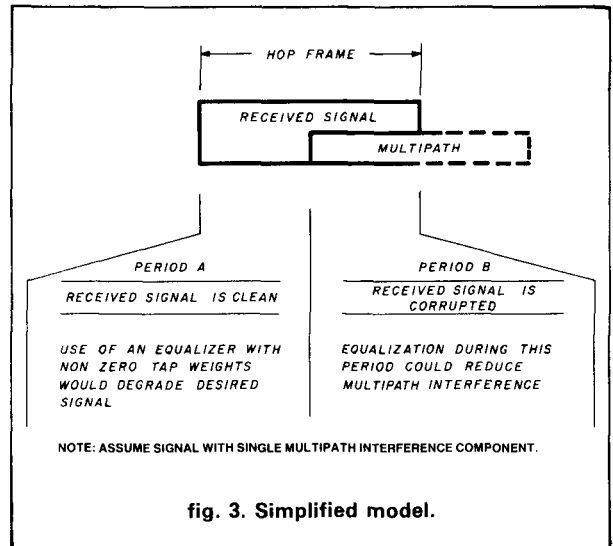 HOP FRAME
RECEIVED SIGNAL
MULTIPATH
PERIOD A
RECEIVED SIGNAL IS CLEAN
USE OF AN EQUALIZER WITH
NON ZERO TAP WEIGHTS
WOULD DEGRADE DESIRED
SIGNAL
PERIOD B
RECEIVED SIGNAL IS
CORRUPTED
EQUALIZATION DURING THIS
PERIOD COULD REDUCE
MULTIPATH INTERFERENCE
NOTE: ASSUME SIGNAL WITH SINGLE MULTIPATH INTERFERENCE COMPONENT.
fig. 3. Simplified model.